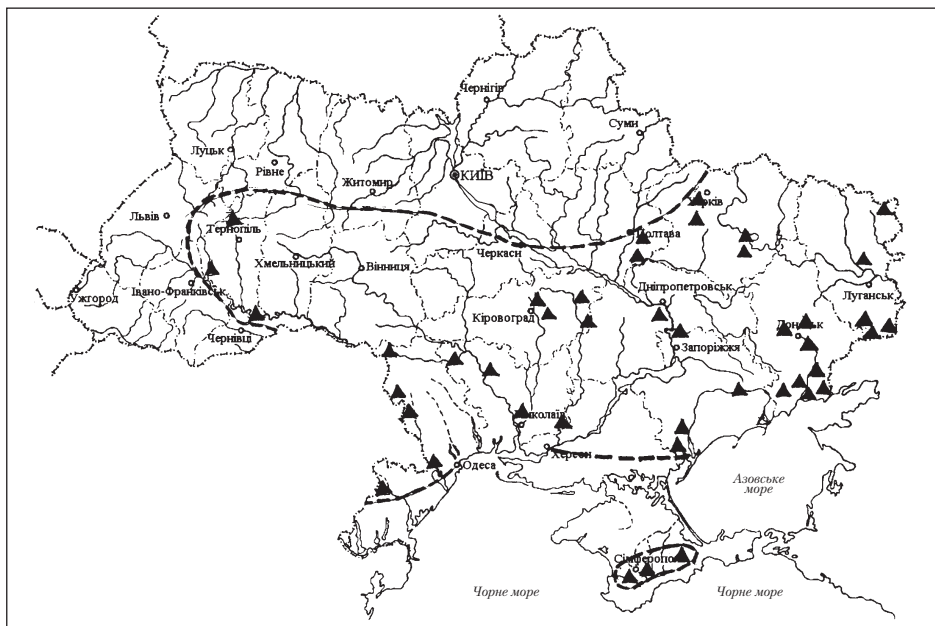 Чернігів
Суми
Луцьк
Рівне
КИЇВ
Житомир
Харків
Львів
Тернопіль
Полтава
Хмельницький
Черкаси
Вінниця
Івано-Франківськ
Ужгород
Дніпропетровськ
Луганськ
Кіровоград
Донецьк
Чернівці
Запоріжжя
Миколаїв
Херсон
Одеса
Азовське
море
Сімферополь
Чорне море
Чорне море